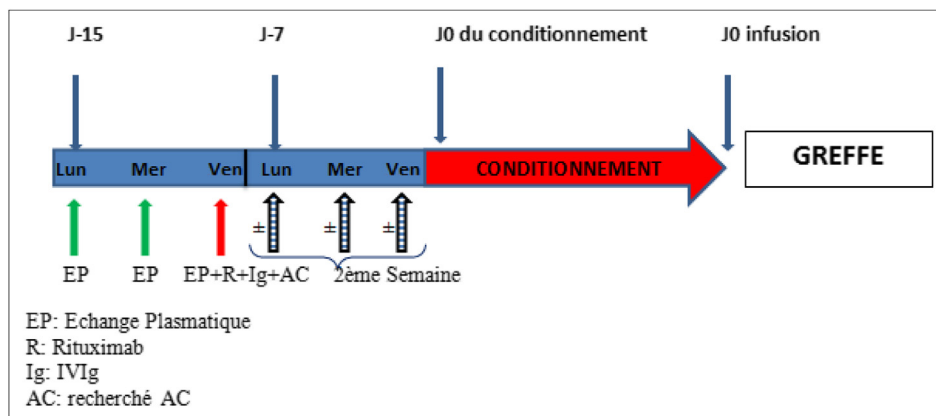 J-15 J-7 J0 du conditionnement J0 infusion
Lun Mer Ven Lun Mer Ven CONDITIONNEMENT GREFFE
± ± ±
EP EP EP+R+Ig+AC 2ème Semaine
EP: Echange Plasmatique
R: Rituximab
Ig: IVIg
AC: recherché AC